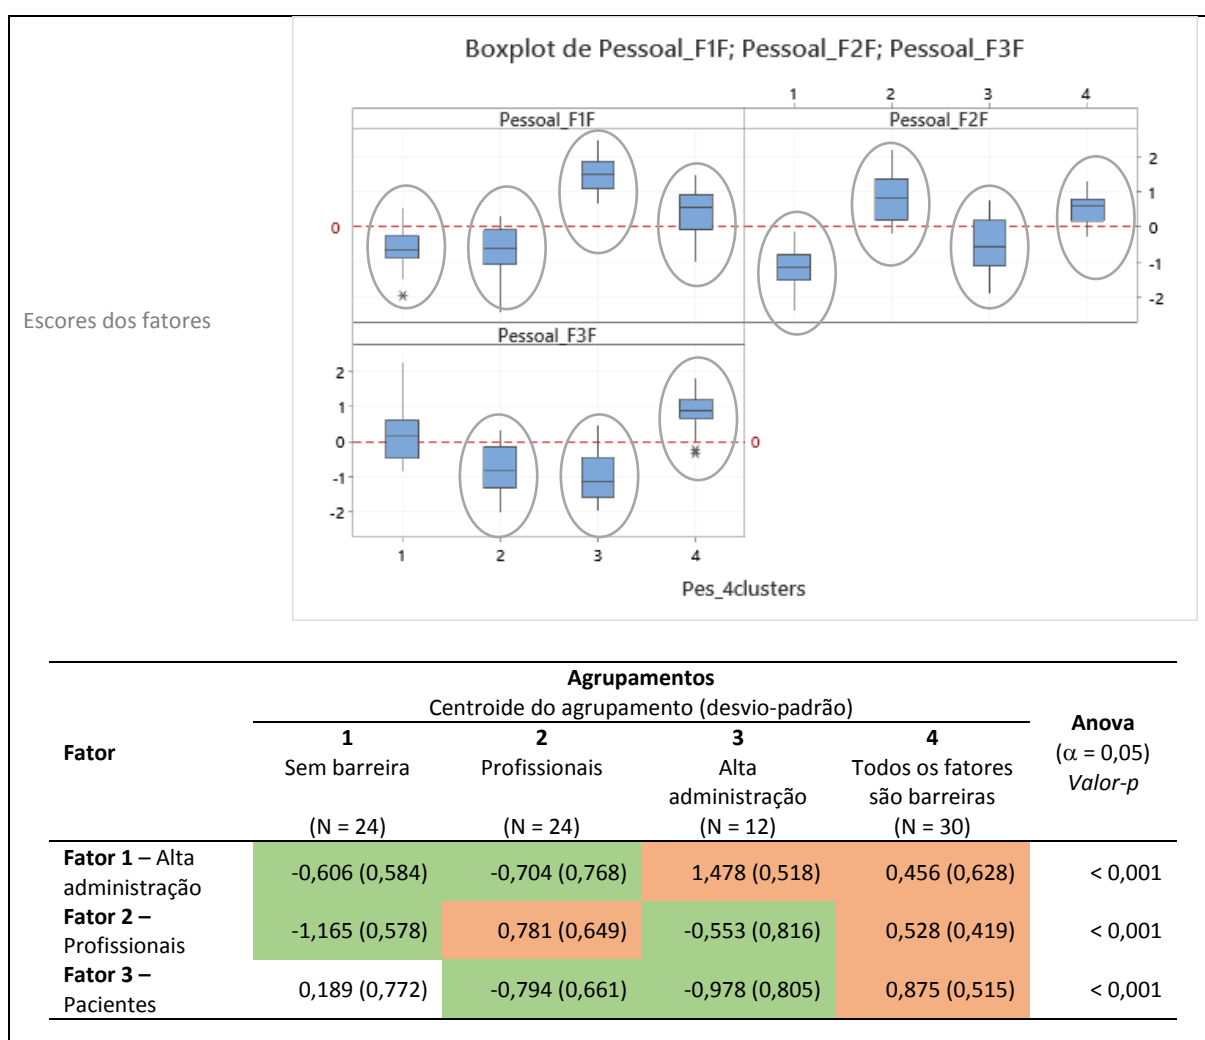 Boxplot de Pessoal_F1F; Pessoal_F2F; Pessoal_F3F
1 2 3 4
Pessoal_F1F Pessoal_F2F
2
1
0 0
-1
*
-2
Escores dos fatores
Pessoal_F3F
2
1
0 0
*
-1
-2
1 2 3 4
Pes_4clusters
Agrupamentos
Centroide do agrupamento (desvio-padrão)
Anova
(α = 0,05)
Valor-p
Fator
1 2 3 4
Sem barreira Profissionais Alta Todos os fatores
administração são barreiras
(N = 24) (N = 24) (N = 12) (N = 30)
Fator 1 – Alta
administração
-0,606 (0,584) -0,704 (0,768) 1,478 (0,518) 0,456 (0,628) < 0,001
Fator 2 –
Profissionais
-1,165 (0,578) 0,781 (0,649) -0,553 (0,816) 0,528 (0,419) < 0,001
Fator 3 –
Pacientes
0,189 (0,772) -0,794 (0,661) -0,978 (0,805) 0,875 (0,515) < 0,001